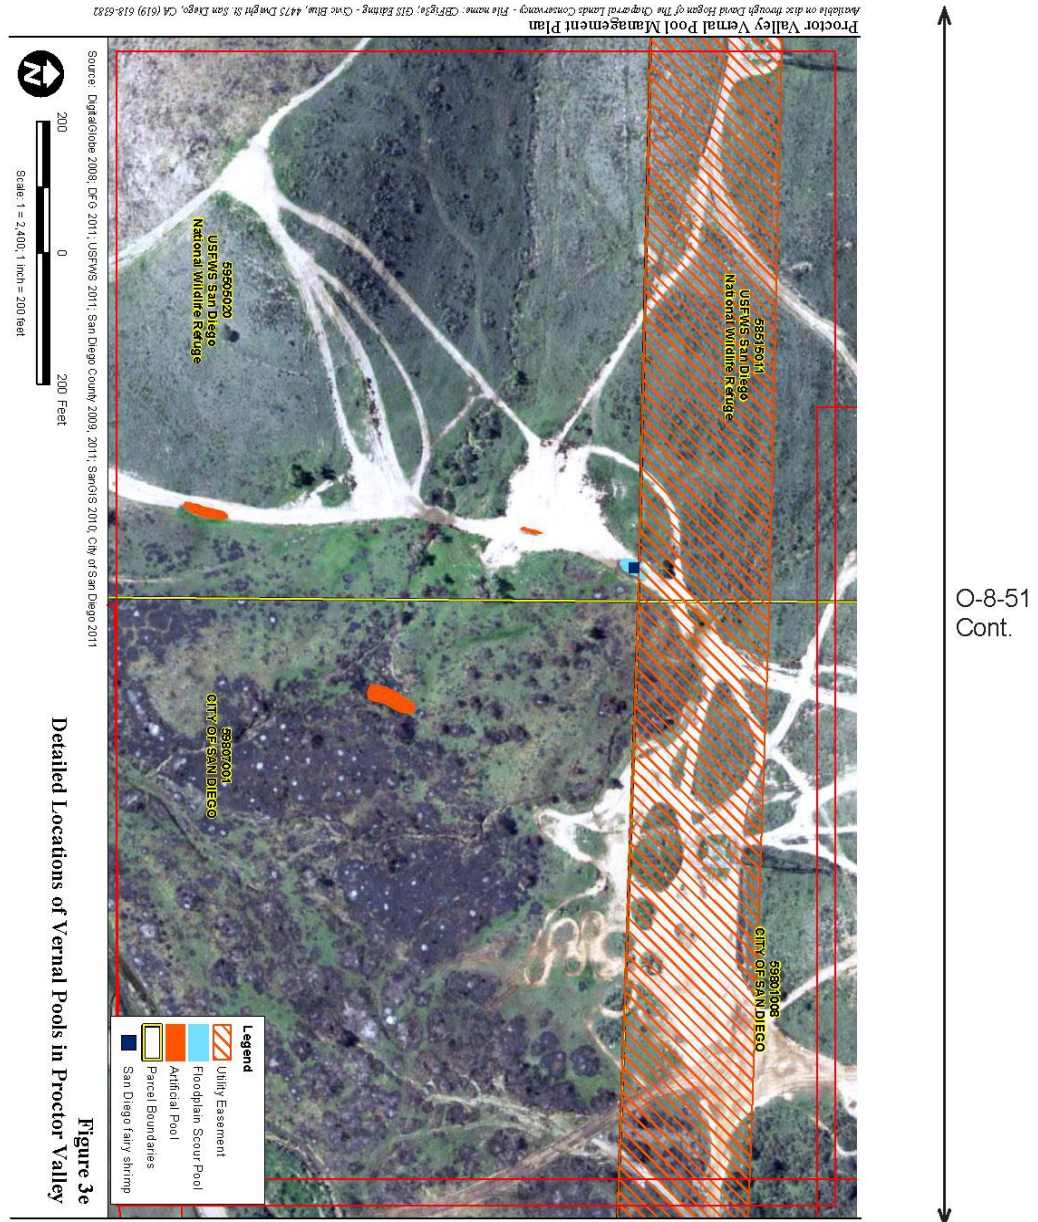 Proctor Valley Vernal Pool Management Plan
Available on disc through David Hogan of The Chaparral Lands Conservancy - File name: CBFig3e; GIS Editing - Civic Blue, 4473 Dwight St, San Diego, CA (619) 618-6382
58515011
USFWS San Diego
National Wildlife Refuge
59505020
USFWS San Diego
National Wildlife Refuge
59801008
CITY OF SAN DIEGO
59807001
CITY OF SAN DIEGO
Legend
Utility Easement
Floodplain Scour Pool
Artificial Pool
Parcel Boundaries
San Diego fairy shrimp
N
200
0
200 Feet
Scale: 1 = 2,400; 1 inch = 200 feet
Source: DigitalGlobe 2008; DFG 2011; USFWS 2011; San Diego County 2009, 2011; SanGIS 2010; City of San Diego 2011
Figure 3e
Detailed Locations of Vernal Pools in Proctor Valley
O-8-51
Cont.